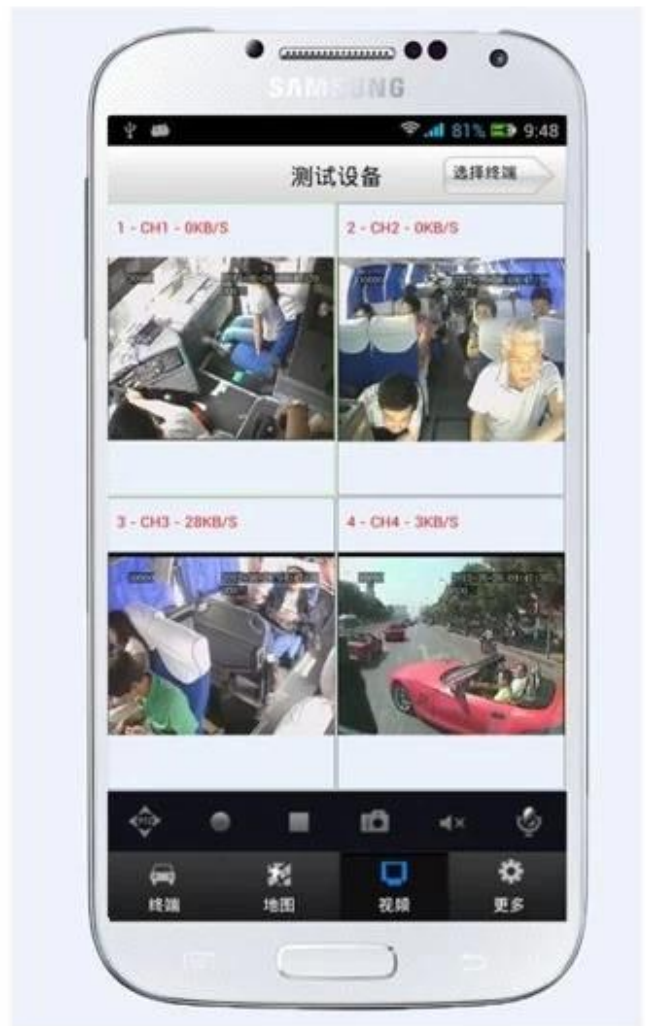 SAMSUNG
81% 9:48
测试设备
选择终端
1 - CH1 - 0KB/S
2 - CH2 - 0KB/S
3 - CH3 - 28KB/S
4 - CH4 - 3KB/S
PTZ
终端
地图
视频
更多